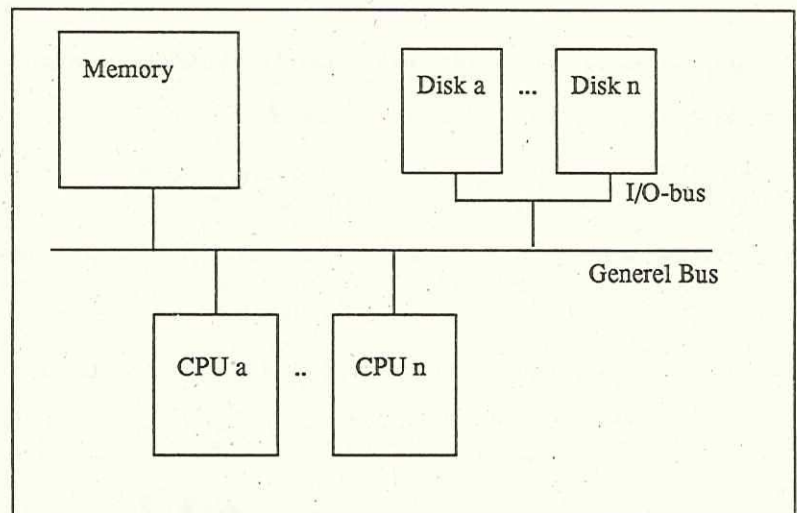 Memory
Disk a ... Disk n
I/O-bus
Generel Bus
CPU a .. CPU n